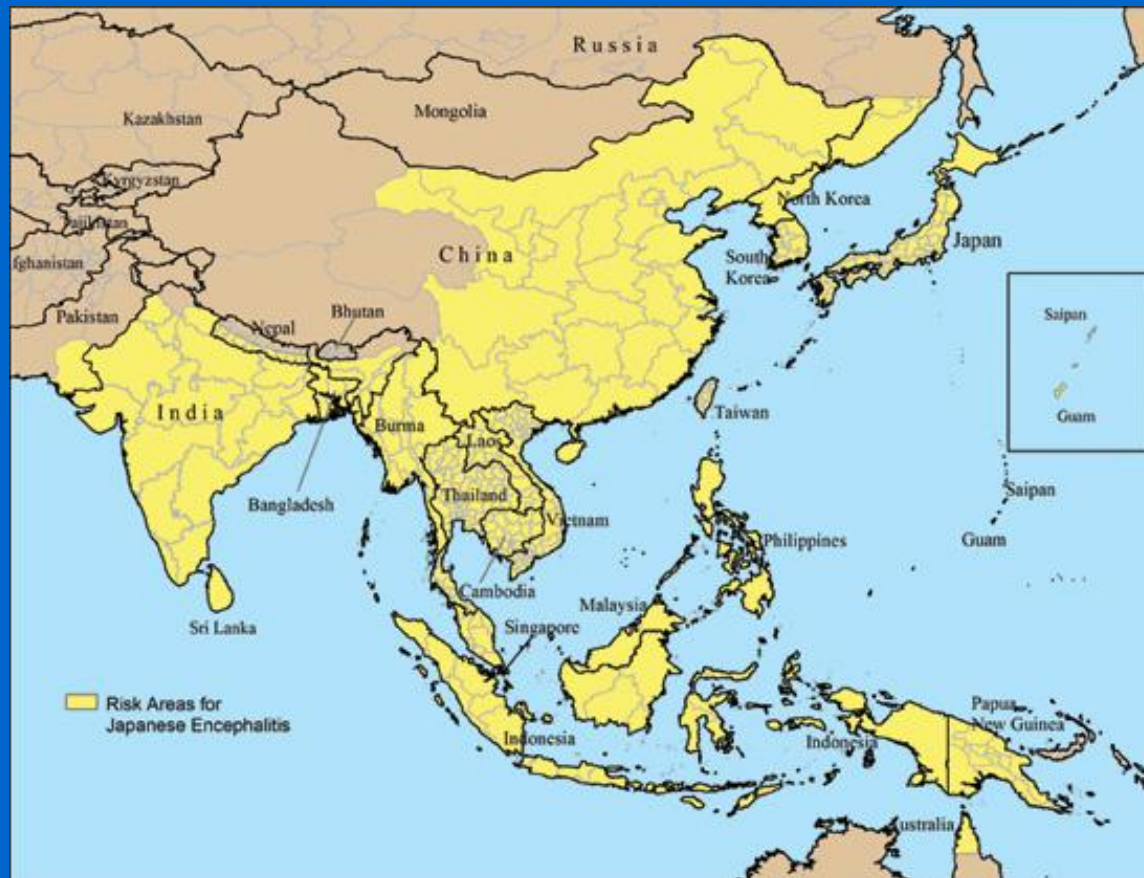 Russia
Kazakhstan
Mongolia
Kyrgyzstan
Tajikistan
North Korea
China
South
Korea
Japan
Afghanistan
Pakistan
Nepal
Bhutan
Saipan
Guam
India
Burma
Laos
Taiwan
Bangladesh
Thailand
Vietnam
Saipan
Guam
Philippines
Cambodia
Malaysia
Sri Lanka
Singapore
Risk Areas for
Japanese Encephalitis
Indonesia
Indonesia
Papua
New Guinea
Australia